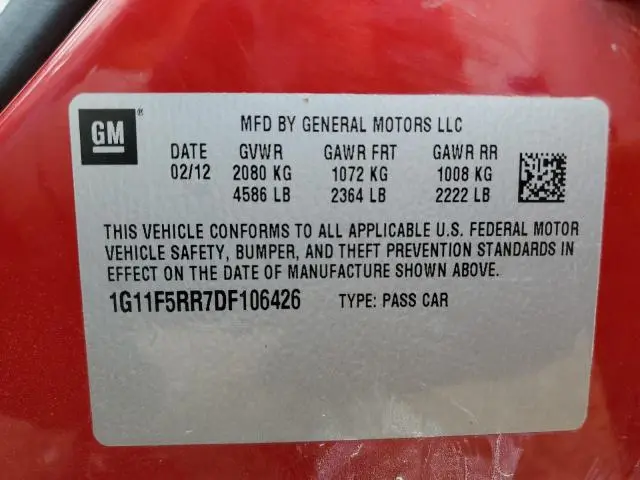 GM®
MFD BY GENERAL MOTORS LLC
DATE GVWR GAWR FRT GAWR RR
02/12 2080 KG 1072 KG 1008 KG
4586 LB 2364 LB 2222 LB
THIS VEHICLE CONFORMS TO ALL APPLICABLE U.S. FEDERAL MOTOR
VEHICLE SAFETY, BUMPER, AND THEFT PREVENTION STANDARDS IN
EFFECT ON THE DATE OF MANUFACTURE SHOWN ABOVE.
1G11F5RR7DF106426 TYPE: PASS CAR